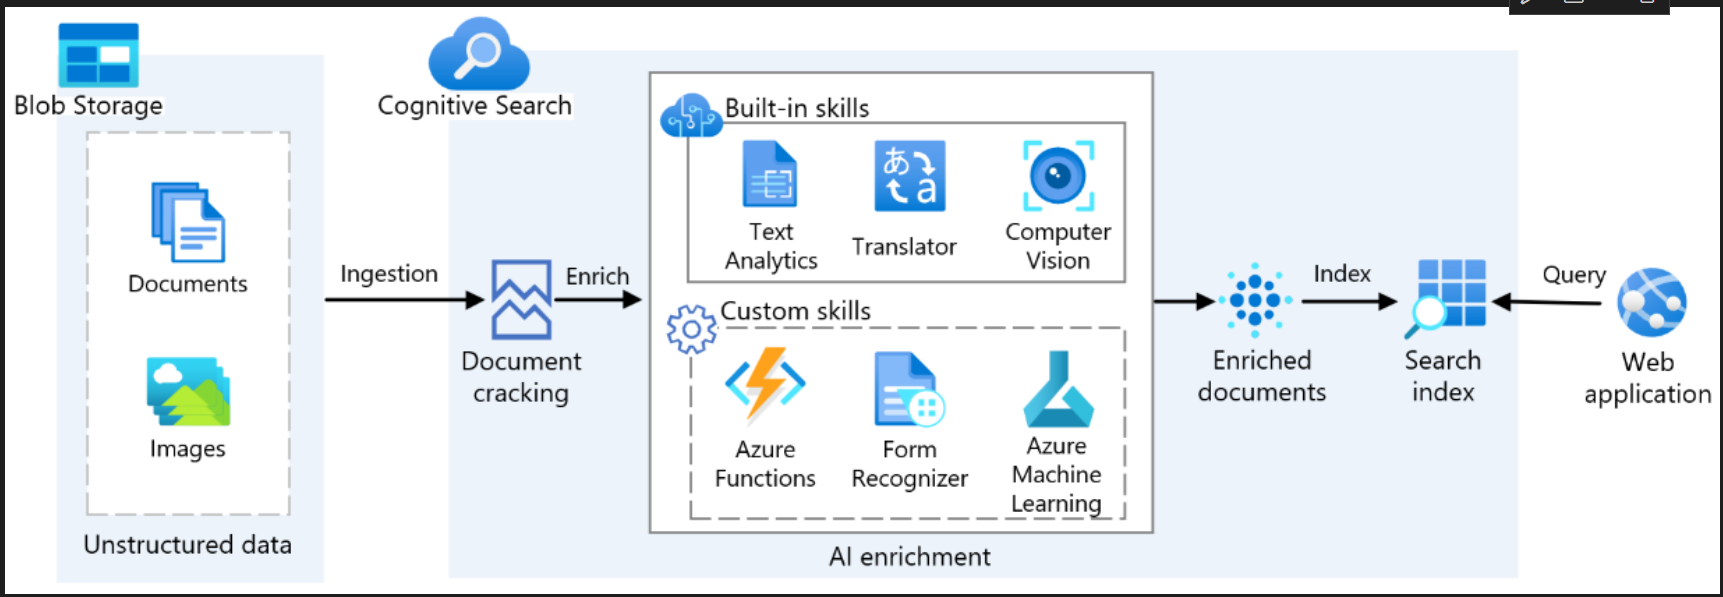 Blob Storage
Documents
Images
Unstructured data
Ingestion
Cognitive Search
Document
cracking
Enrich
Built-in skills
Text
Analytics
Translator
Computer
Vision
Custom skills
Azure
Functions
Form
Recognizer
Azure
Machine
Learning
AI enrichment
Enriched
documents
Index
Search
index
Query
Web
application
あ
a